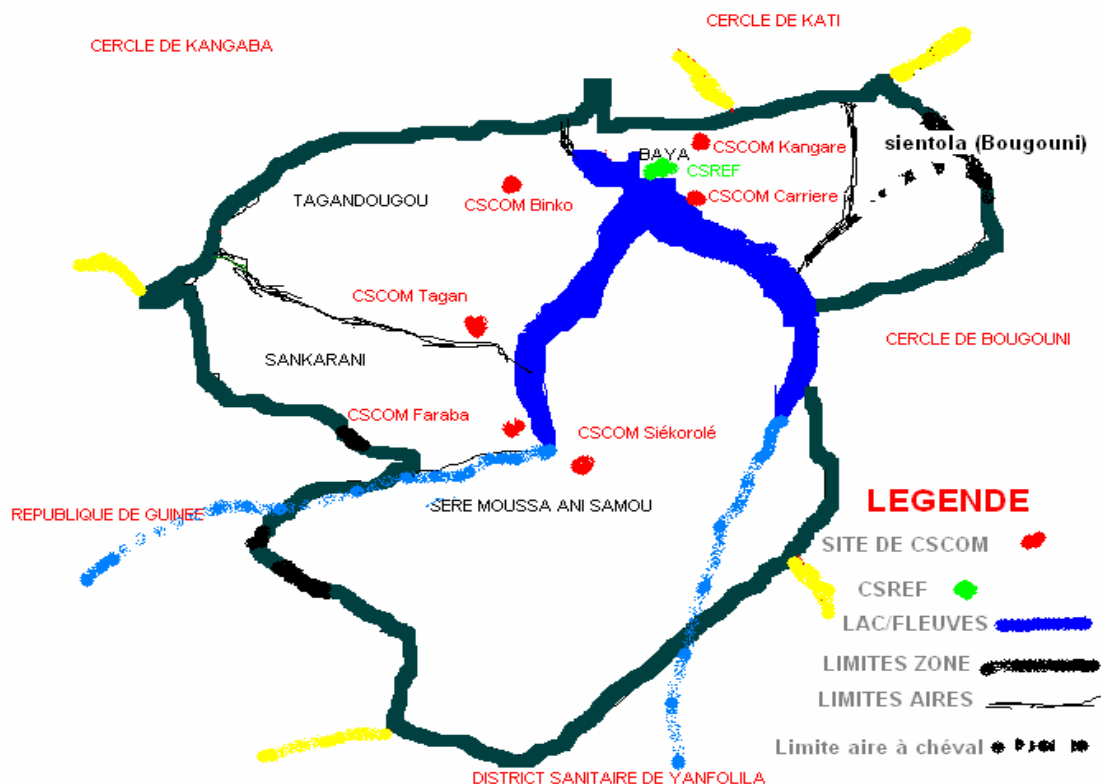 CERCLE DE KATI
CERCLE DE KANGABA
sientola (Bougouni)
CSCOM Kangare
BAYA
CSREF
CSCOM Carriere
TAGANDOUGOU
CSCOM Binko
CSCOM Tagan
CERCLE DE BOUGOUNI
SANKARANI
CSCOM Faraba
CSCOM Siékorolé
SERE MOUSSA ANI SAMOU
REPUBLIQUE DE GUINEE
LEGENDE
SITE DE CSCOM
CSREF
LAC/FLEUVES
LIMITES ZONE
LIMITES AIRES
Limite aire à chéval
DISTRICT SANITAIRE DE YANFOLILA